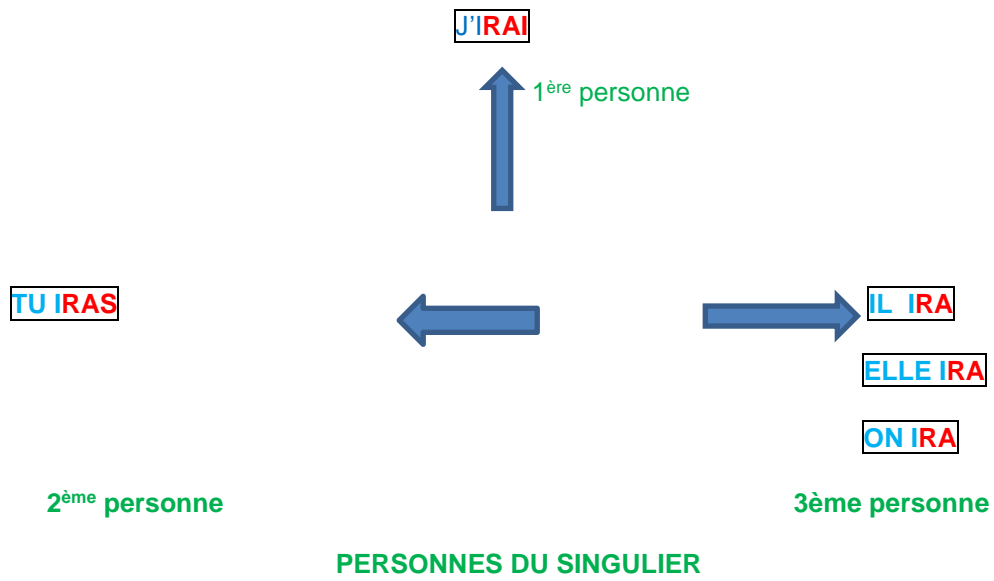 J'IRAI
1ère personne
TU IRAS
IL IRA
ELLE IRA
ON IRA
2ème personne
3ème personne
PERSONNES DU SINGULIER